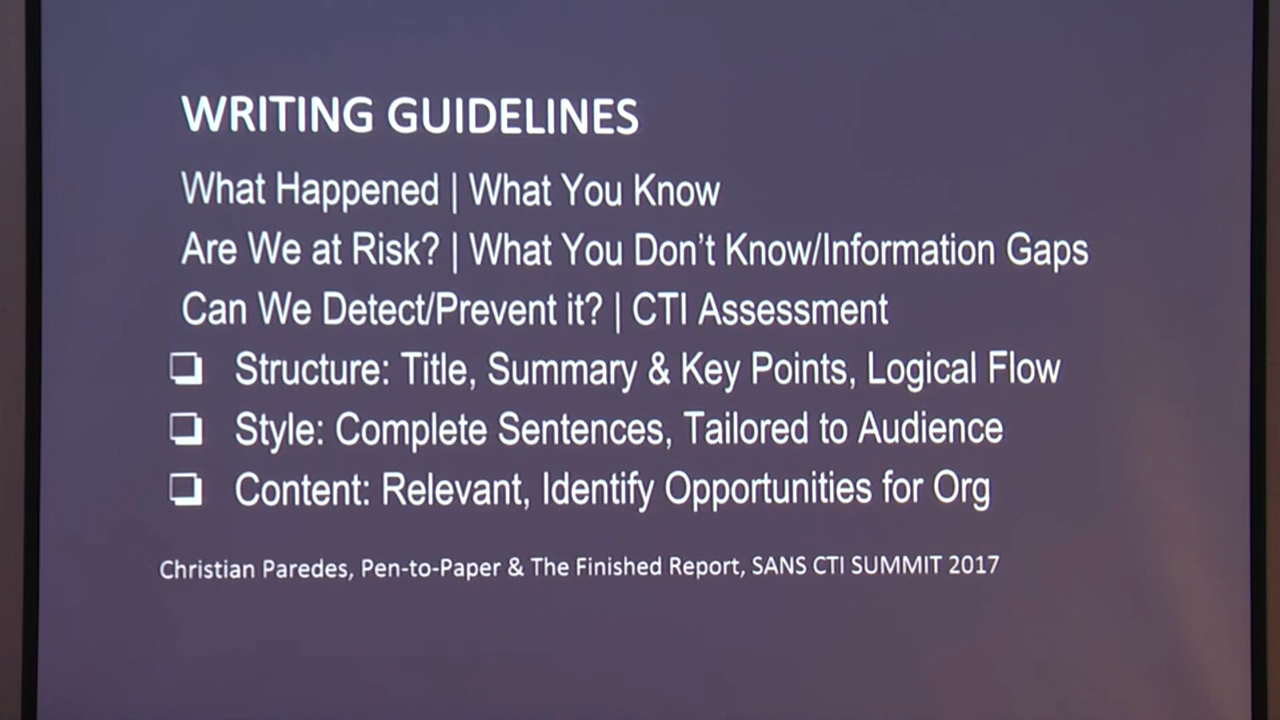 WRITING GUIDELINES
What Happened | What You Know
Are We at Risk? | What You Don't Know/Information Gaps
Can We Detect/Prevent it? | CTI Assessment
❏ Structure: Title, Summary & Key Points, Logical Flow
❏ Style: Complete Sentences, Tailored to Audience
❏ Content: Relevant, Identify Opportunities for Org
Christian Paredes, Pen-to-Paper & The Finished Report, SANS CTI SUMMIT 2017